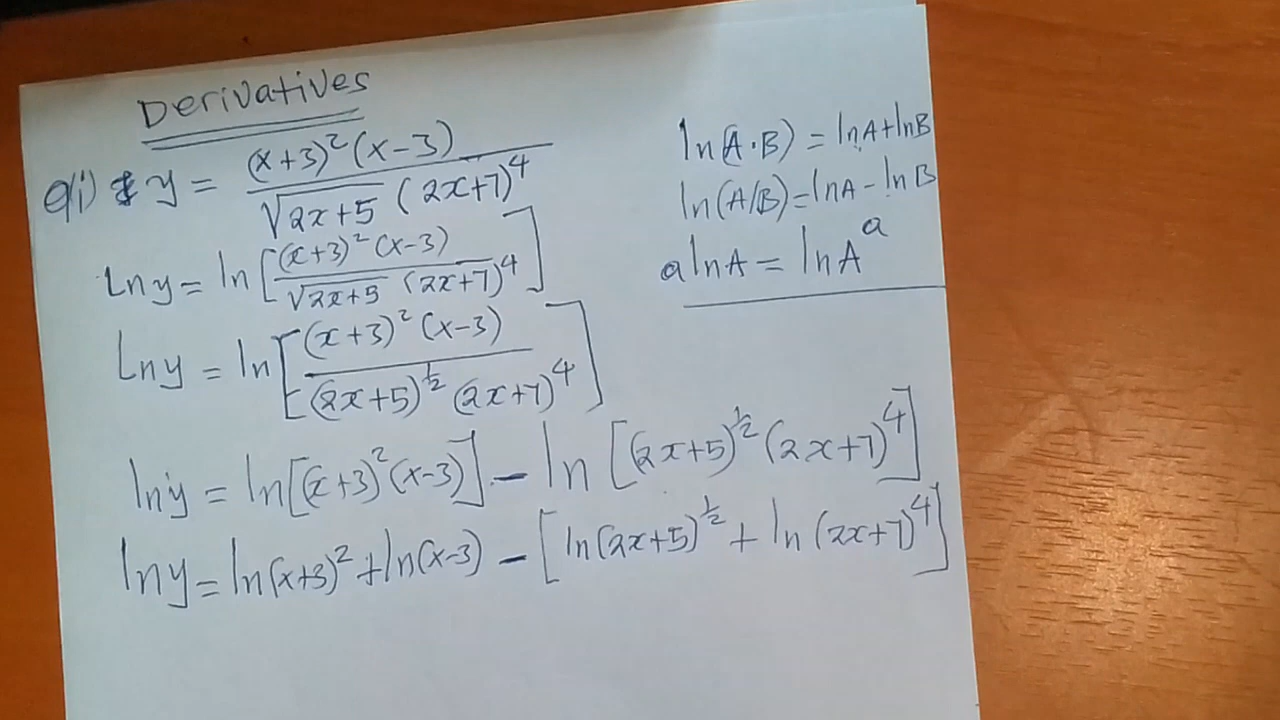 Derivatives
Q1) y = (x+3)²(x-3) / √2x+5 (2x+7)⁴
Lny = ln[(x+3)²(x-3) / √2x+5 (2x+7)⁴]
Lny = ln[(x+3)²(x-3) / (2x+5)^½ (2x+7)⁴]
lny = ln[(x+3)²(x-3)] - ln[(2x+5)^½ (2x+7)⁴]
lny = ln(x+3)² + ln(x-3) - [ln(2x+5)^½ + ln(2x+7)⁴]
ln(A·B) = lnA+lnB
ln(A/B) = lnA - lnB
a lnA = lnA^a